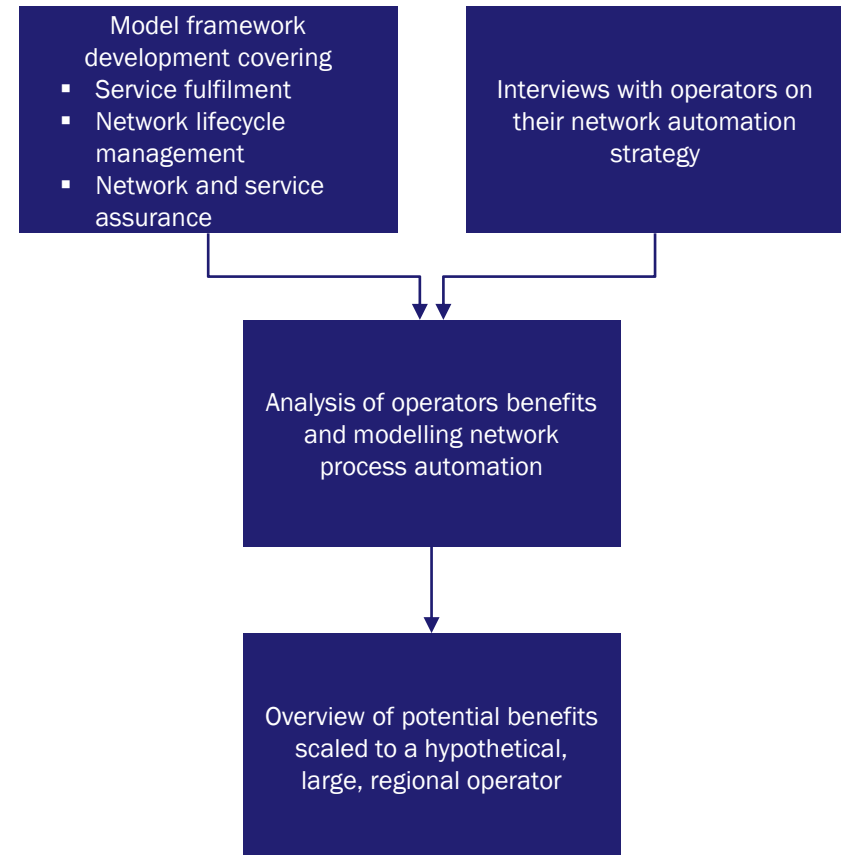 Model framework
development covering
▪ Service fulfilment
▪ Network lifecycle
management
▪ Network and service
assurance
Interviews with operators on
their network automation
strategy
Analysis of operators benefits
and modelling network
process automation
Overview of potential benefits
scaled to a hypothetical,
large, regional operator